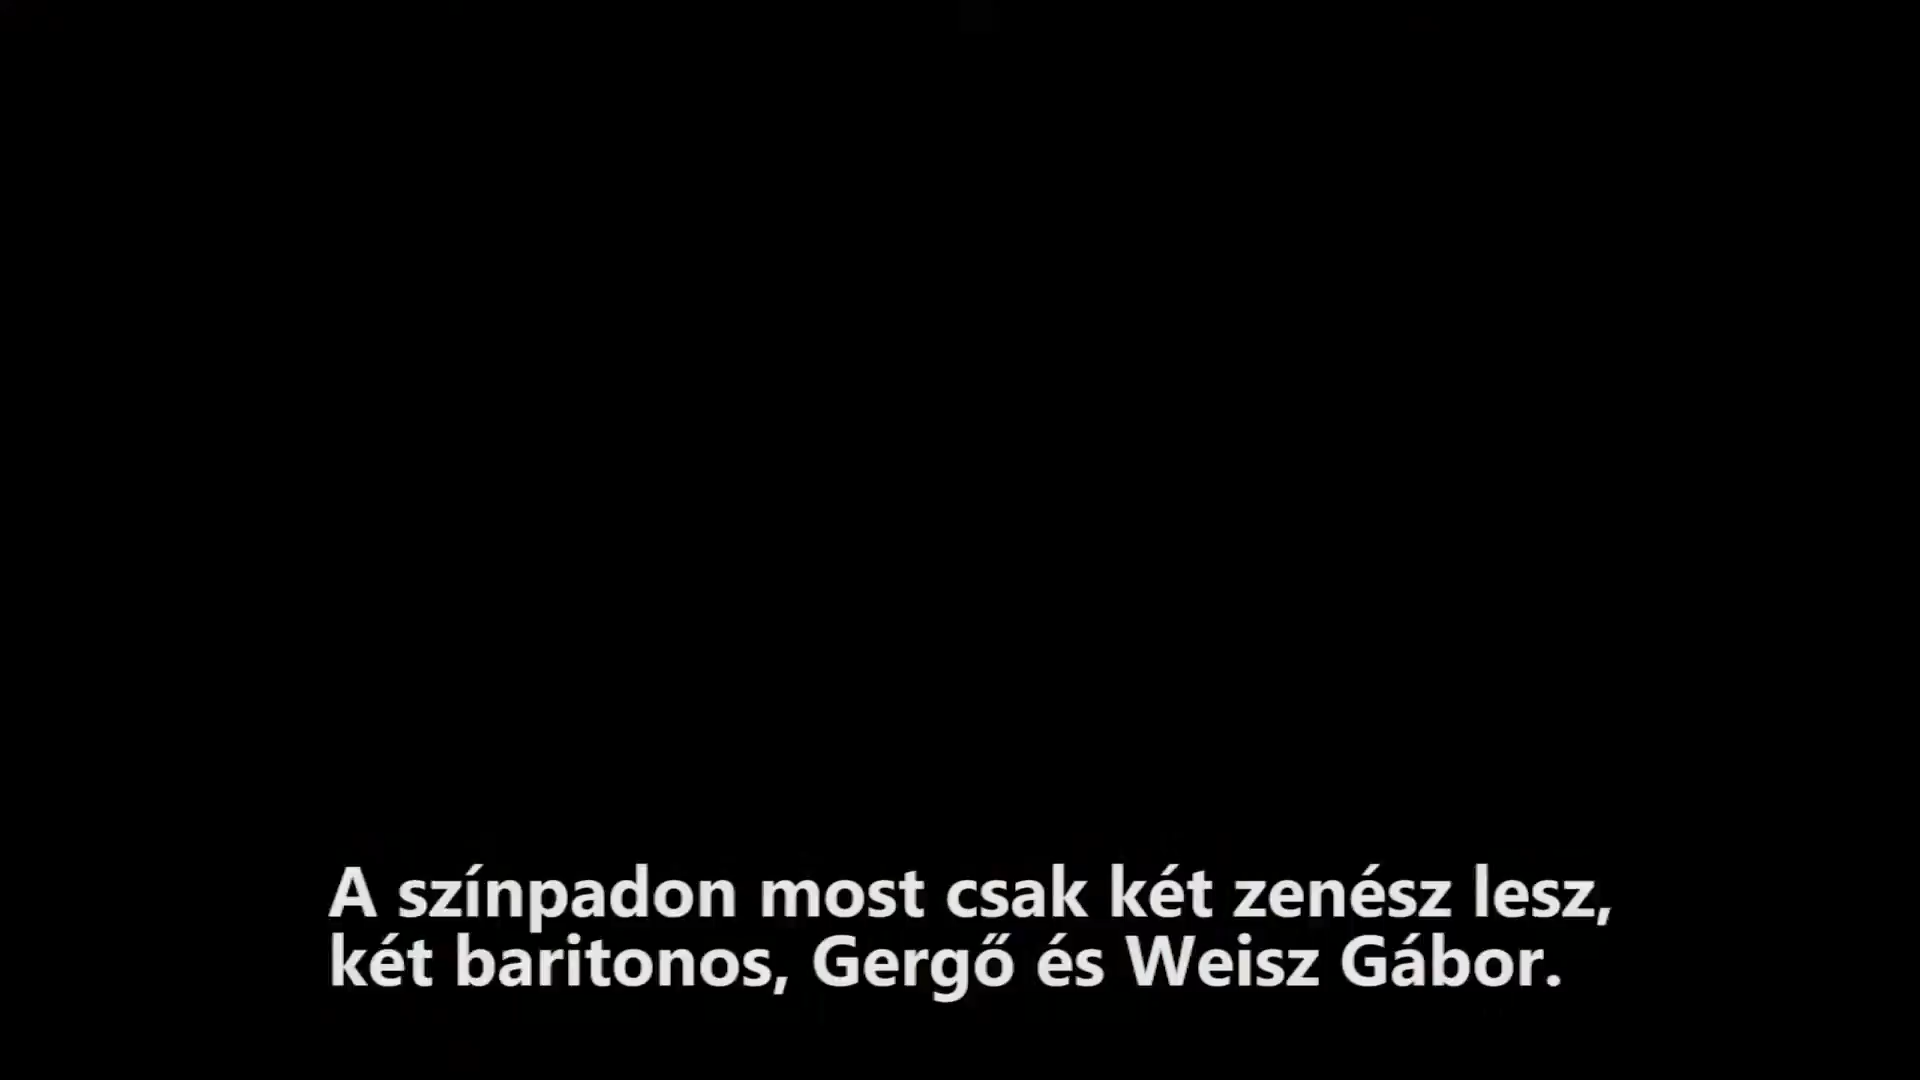 A színpadon most csak két zenész lesz,
két baritonos, Gergő és Weisz Gábor.